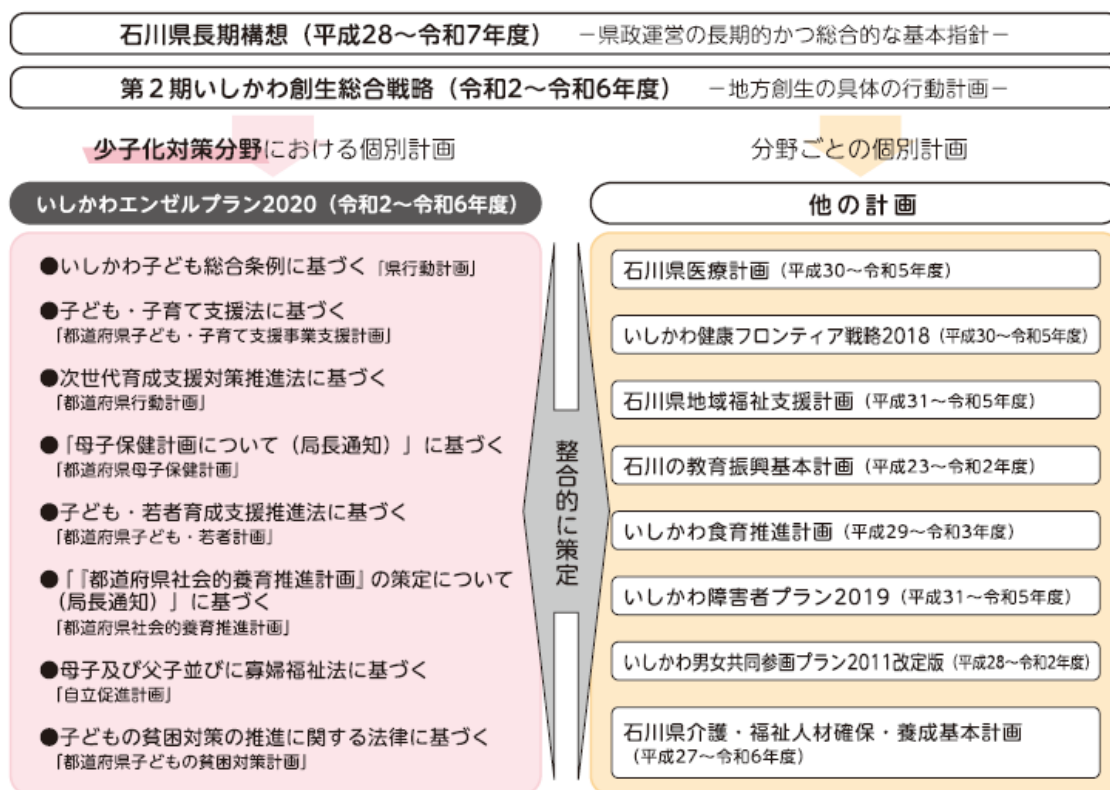 石川県長期構想（平成28～令和7年度） －県政運営の長期的かつ総合的な基本指針－
第2期いしかわ創生総合戦略（令和2～令和6年度） －地方創生の具体の行動計画－
少子化対策分野における個別計画
いしかわエンゼルプラン2020（令和2～令和6年度）
●いしかわ子ども総合条例に基づく「県行動計画」
●子ども・子育て支援法に基づく
「都道府県子ども・子育て支援事業支援計画」
●次世代育成支援対策推進法に基づく
「都道府県行動計画」
●「母子保健計画について（局長通知）」に基づく
「都道府県母子保健計画」
●子ども・若者育成支援推進法に基づく
「都道府県子ども・若者計画」
●「『都道府県社会的養育推進計画』の策定について
（局長通知）」に基づく
「都道府県社会的養育推進計画」
●母子及び父子並びに寡婦福祉法に基づく
「自立促進計画」
●子どもの貧困対策の推進に関する法律に基づく
「都道府県子どもの貧困対策計画」
整合的に策定
分野ごとの個別計画
他の計画
石川県医療計画（平成30～令和5年度）
いしかわ健康フロンティア戦略2018（平成30～令和5年度）
石川県地域福祉支援計画（平成31～令和5年度）
石川の教育振興基本計画（平成23～令和2年度）
いしかわ食育推進計画（平成29～令和3年度）
いしかわ障害者プラン2019（平成31～令和5年度）
いしかわ男女共同参画プラン2011改定版（平成28～令和2年度）
石川県介護・福祉人材確保・養成基本計画
（平成27～令和6年度）